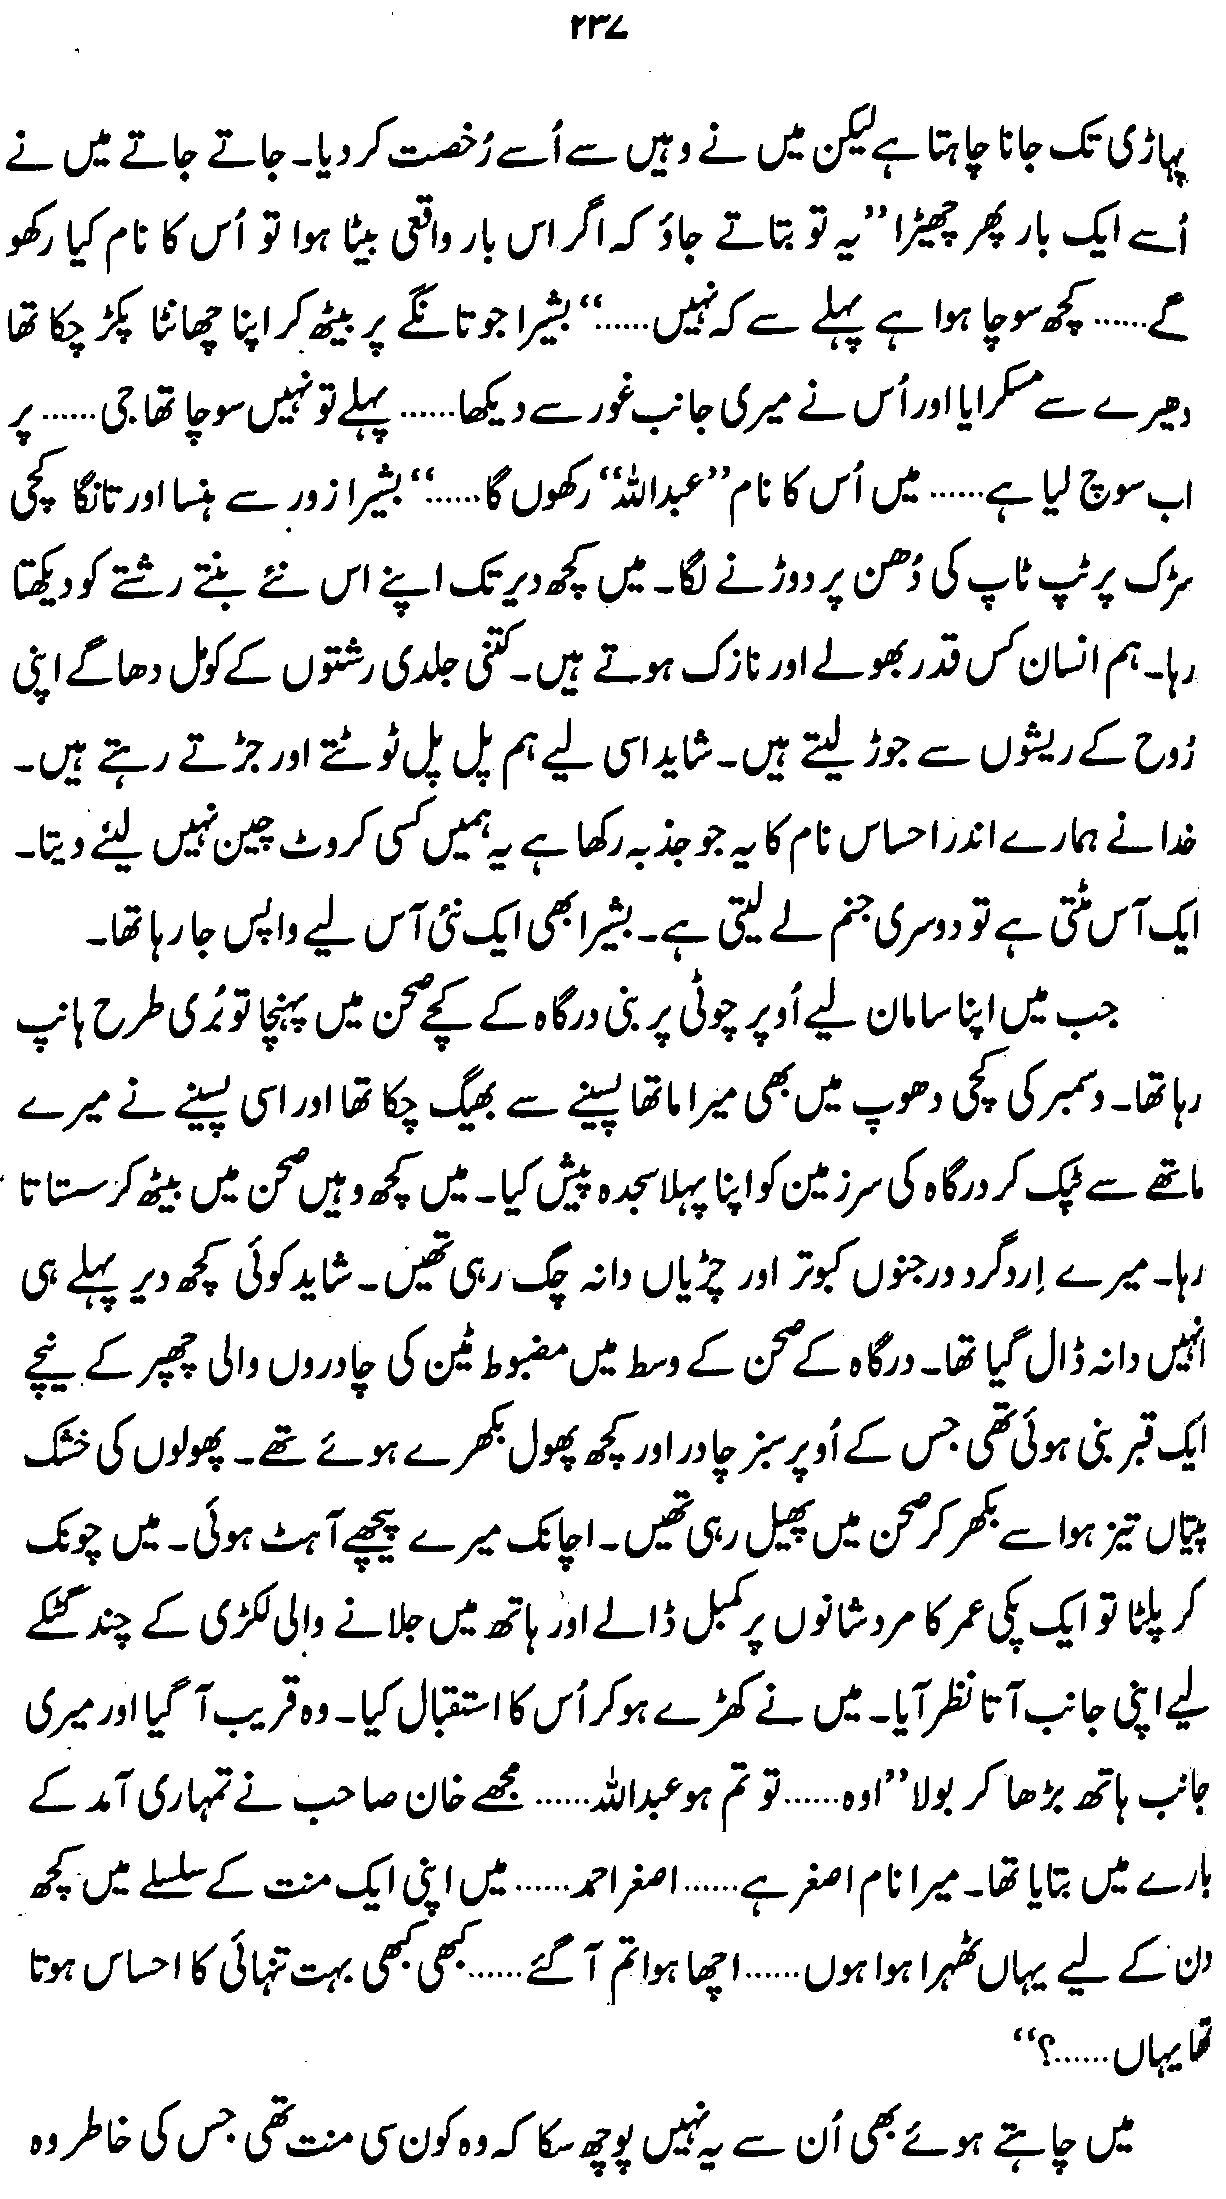 ۲۳۷
پہاڑی تک جانا چاہتا ہے لیکن میں نے وہیں سے اُسے رُخصت کر دیا۔ جاتے جاتے میں نے
اُسے ایک بار پھر چھیڑا ”یہ تو بتاتے جاؤ کہ اگر اس بار واقعی بیٹا ہوا تو اُس کا نام کیا رکھو
گے...... کچھ سوچا ہوا ہے پہلے سے کہ نہیں......“ بشیرا جو تانگے پر بیٹھ کر اپنا چھانٹا پکڑ چکا تھا
دھیرے سے مسکرایا اور اُس نے میری جانب غور سے دیکھا...... پہلے تو نہیں سوچا تھا جی...... پر
اب سوچ لیا ہے...... میں اُس کا نام ”عبداللہ“ رکھوں گا......“ بشیرا زور سے ہنسا اور تانگا کچی
سڑک پر ٹپ ٹاپ کی دُھن پر دوڑنے لگا۔ میں کچھ دیر تک اپنے اس نئے بنتے رشتے کو دیکھتا
رہا۔ ہم انسان کس قدر بھولے اور نازک ہوتے ہیں۔ کتنی جلدی رشتوں کے کومل دھاگے اپنی
رُوح کے ریشوں سے جوڑ لیتے ہیں۔ شاید اسی لیے ہم پل پل ٹوٹتے اور جڑتے رہتے ہیں۔
خدا نے ہمارے اندر احساس نام کا یہ جو جذبہ رکھا ہے یہ ہمیں کسی کروٹ چین نہیں لینے دیتا۔
ایک آس مٹتی ہے تو دوسری جنم لے لیتی ہے۔ بشیرا بھی ایک نئی آس لیے واپس جا رہا تھا۔
جب میں اپنا سامان لیے اُوپر چوٹی پر بنی درگاہ کے کچے صحن میں پہنچا تو بُری طرح ہانپ
رہا تھا۔ دسمبر کی کچی دھوپ میں بھی میرا ماتھا پسینے سے بھیگ چکا تھا اور اسی پسینے نے میرے
ماتھے سے ٹپک کر درگاہ کی سرزمین کو اپنا پہلا سجدہ پیش کیا۔ میں کچھ وہیں صحن میں بیٹھ کر سستاتا
رہا۔ میرے اِردگرد درجنوں کبوتر اور چڑیاں دانہ چگ رہی تھیں۔ شاید کوئی کچھ دیر پہلے ہی
انہیں دانہ ڈال گیا تھا۔ درگاہ کے صحن کے وسط میں مضبوط ٹین کی چادروں والی چھپر کے نیچے
ایک قبر بنی ہوئی تھی جس کے اُوپر سبز چادر اور کچھ پھول بکھرے ہوئے تھے۔ پھولوں کی خشک
پتیاں تیز ہوا سے بکھر کر صحن میں پھیل رہی تھیں۔ اچانک میرے پیچھے آہٹ ہوئی۔ میں چونک
کر پلٹا تو ایک پکی عمر کا مرد شانوں پر کمبل ڈالے اور ہاتھ میں جلانے والی لکڑی کے چند گٹکے
لیے اپنی جانب آتا نظر آیا۔ میں نے کھڑے ہو کر اُس کا استقبال کیا۔ وہ قریب آ گیا اور میری
جانب ہاتھ بڑھا کر بولا ”اوہ...... تو تم ہو عبداللہ...... مجھے خان صاحب نے تمہاری آمد کے
بارے میں بتایا تھا۔ میرا نام اصغر ہے...... اصغر احمد...... میں اپنی ایک منت کے سلسلے میں کچھ
دن کے لیے یہاں ٹھہرا ہوا ہوں...... اچھا ہوا تم آ گئے...... کبھی کبھی بہت تنہائی کا احساس ہوتا
تھا یہاں......؟“
میں چاہتے ہوئے بھی اُن سے یہ نہیں پوچھ سکا کہ وہ کون سی منت تھی جس کی خاطر وہ